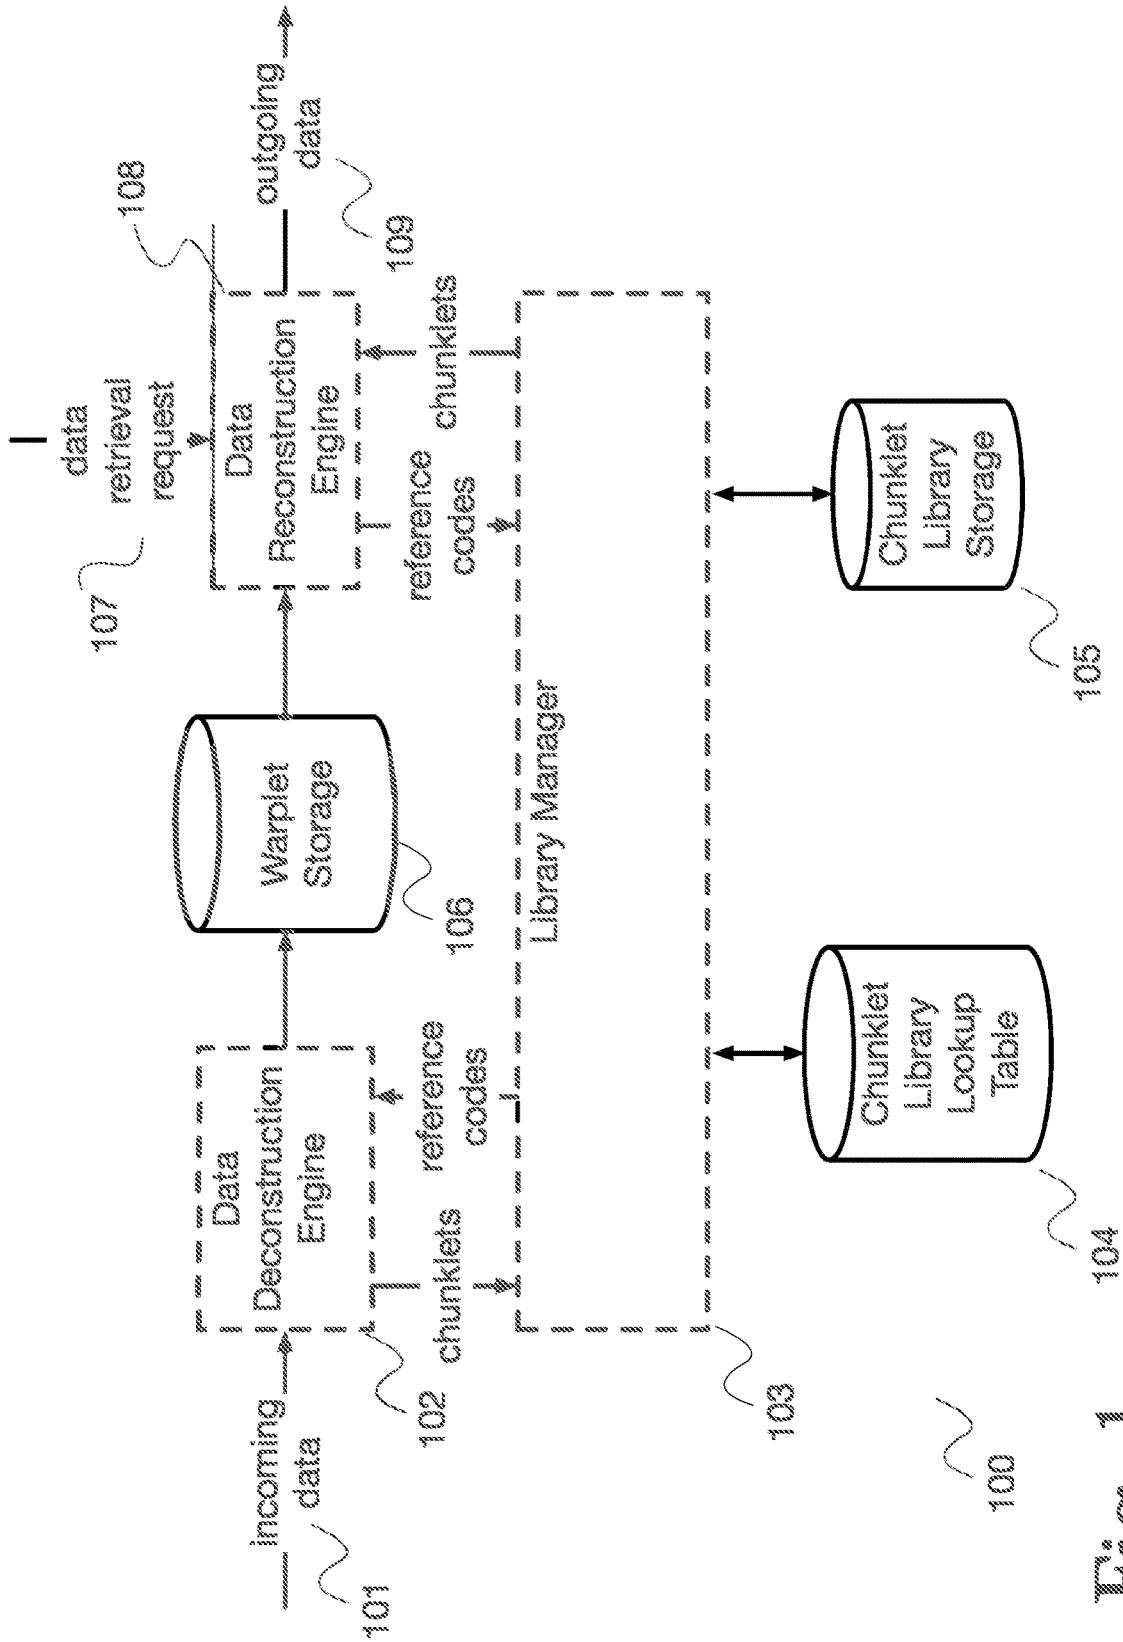 data
retrieval
request
107
108
incoming
data
101
Data
Deconstruction
Engine
102
Warplet
Storage
106
Data
Reconstruction
Engine
outgoing
data
109
chunklets
reference
codes
reference
codes
chunklets
Library Manager
103
Chunklet
Library
Lookup
Table
104
Chunklet
Library
Storage
105
100
Fig. 1